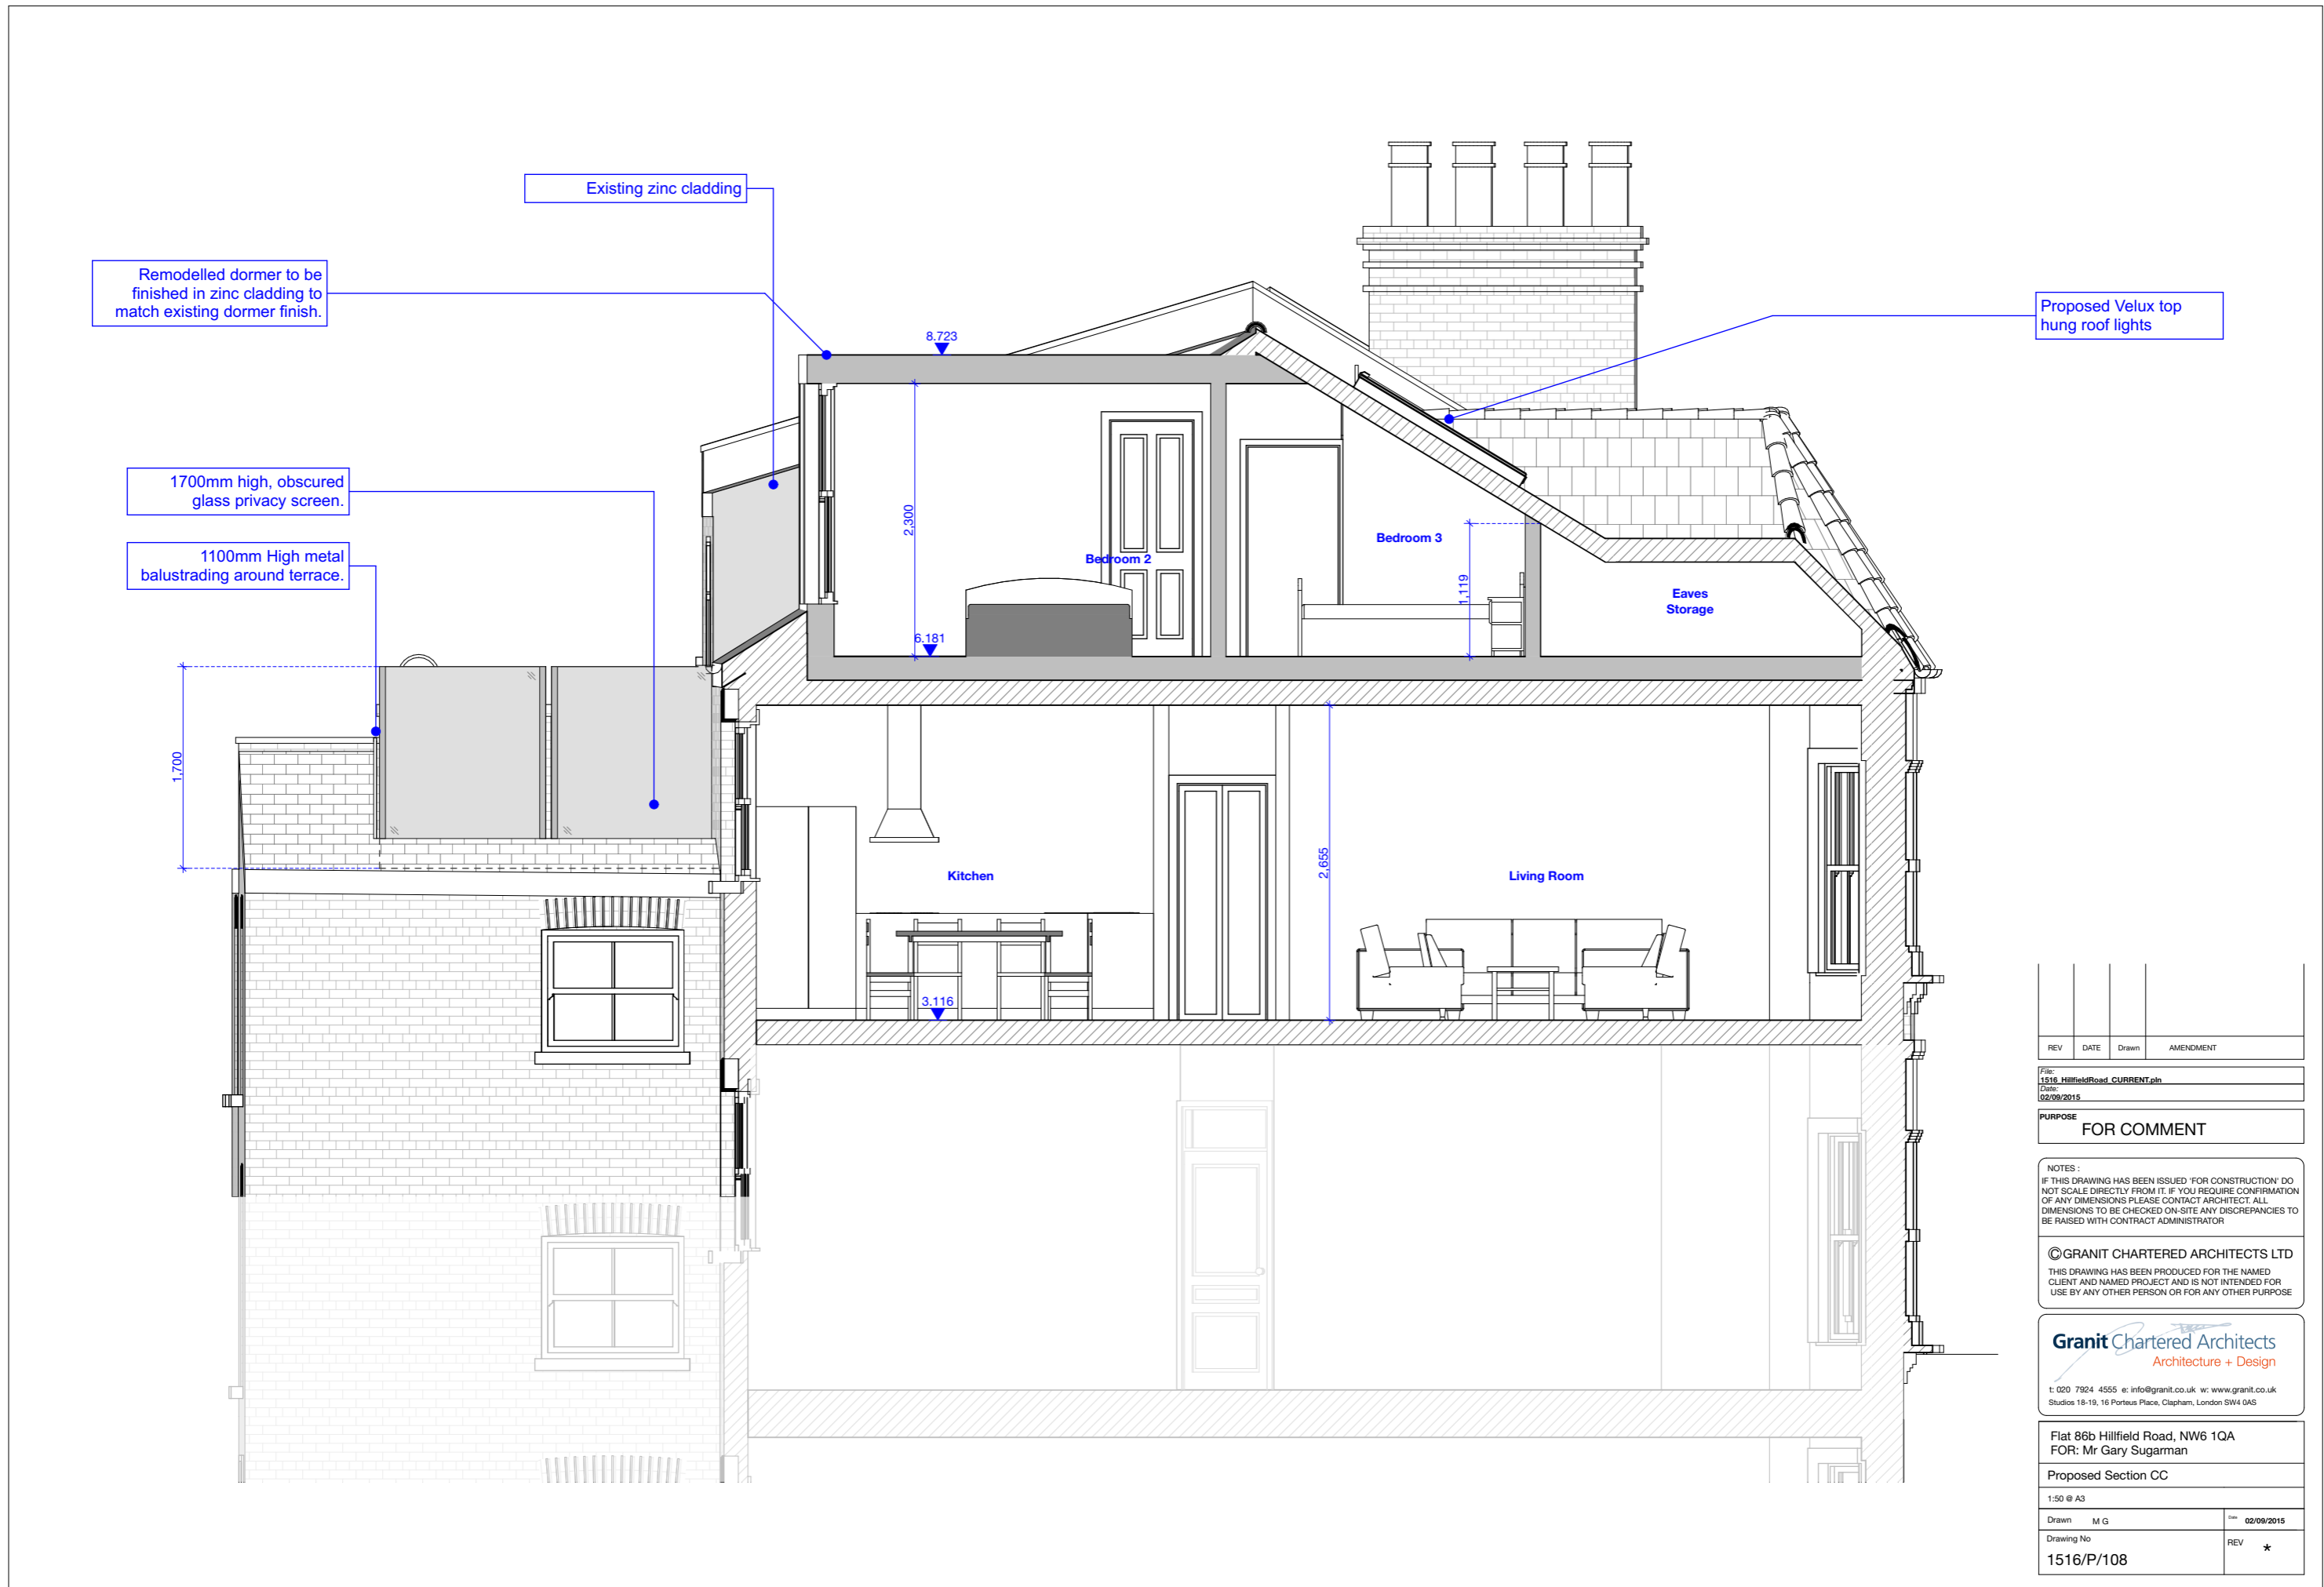 Existing zinc cladding
Remodelled dormer to be
finished in zinc cladding to
match existing dormer finish.
Proposed Velux top
hung roof lights
8.723
1700mm high, obscured
glass privacy screen.
2,300
Bedroom 3
1100mm High metal
balustrading around terrace.
Bedroom 2
1,119
Eaves
Storage
6.181
1,700
2,655
Kitchen
Living Room
3.116
REV DATE Drawn AMENDMENT
File:
1516_HillfieldRoad_CURRENT.pln
Date:
02/09/2015
PURPOSE
FOR COMMENT
NOTES :
IF THIS DRAWING HAS BEEN ISSUED 'FOR CONSTRUCTION' DO
NOT SCALE DIRECTLY FROM IT. IF YOU REQUIRE CONFIRMATION
OF ANY DIMENSIONS PLEASE CONTACT ARCHITECT. ALL
DIMENSIONS TO BE CHECKED ON-SITE ANY DISCREPANCIES TO
BE RAISED WITH CONTRACT ADMINISTRATOR
©GRANIT CHARTERED ARCHITECTS LTD
THIS DRAWING HAS BEEN PRODUCED FOR THE NAMED
CLIENT AND NAMED PROJECT AND IS NOT INTENDED FOR
USE BY ANY OTHER PERSON OR FOR ANY OTHER PURPOSE
Granit Chartered Architects
Architecture + Design
t: 020 7924 4555 e: info@granit.co.uk w: www.granit.co.uk
Studios 18-19, 16 Porteus Place, Clapham, London SW4 0AS
Flat 86b Hillfield Road, NW6 1QA
FOR: Mr Gary Sugarman
Proposed Section CC
1:50 @ A3
Drawn M G
Date 02/09/2015
Drawing No
1516/P/108
REV *